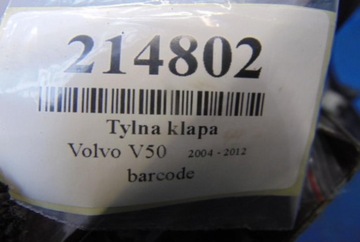 214802
Tylna klapa
Volvo V50 2004 - 2012
barcode